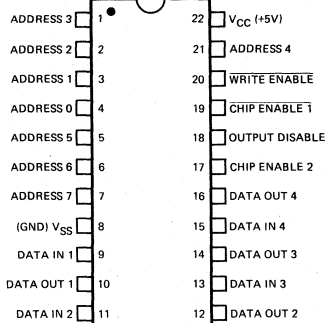 ADDRESS 3 1 22 VCC (+5V)
ADDRESS 2 2 21 ADDRESS 4
ADDRESS 1 3 20 WRITE ENABLE
ADDRESS 0 4 19 CHIP ENABLE 1
ADDRESS 5 5 18 OUTPUT DISABLE
ADDRESS 6 6 17 CHIP ENABLE 2
ADDRESS 7 7 16 DATA OUT 4
(GND) VSS 8 15 DATA IN 4
DATA IN 1 9 14 DATA OUT 3
DATA OUT 1 10 13 DATA IN 3
DATA IN 2 11 12 DATA OUT 2